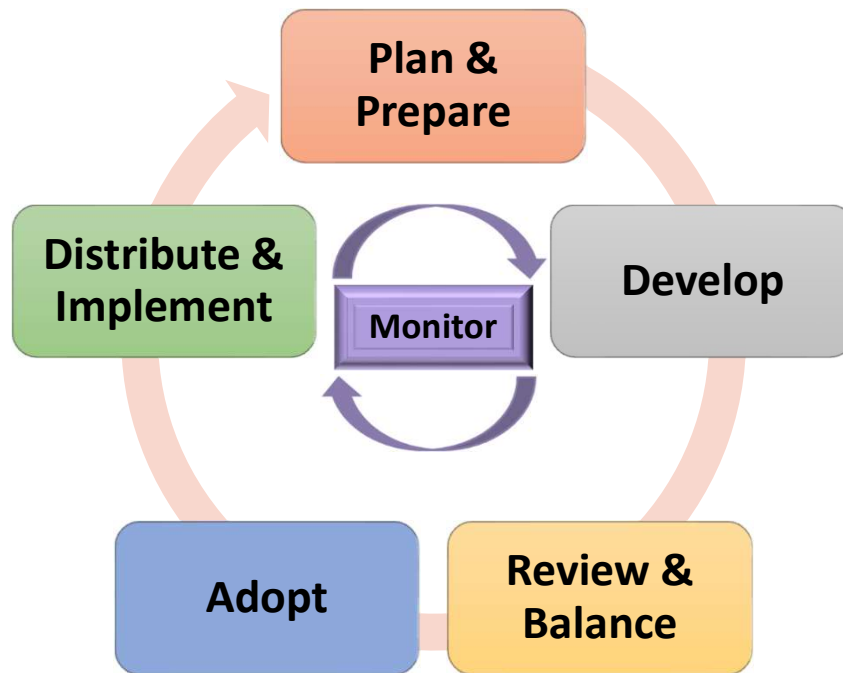 Plan &
Prepare
Develop
Review &
Balance
Adopt
Distribute &
Implement
Monitor